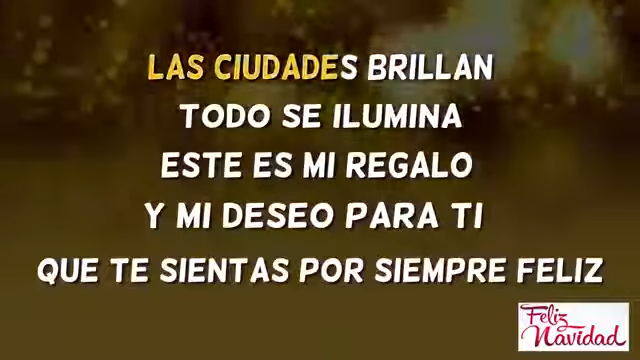 LAS CIUDADES BRILLAN
TODO SE ILUMINA
ESTE ES MI REGALO
Y MI DESEO PARA TI
QUE TE SIENTAS POR SIEMPRE FELIZ
Feliz
Navidad